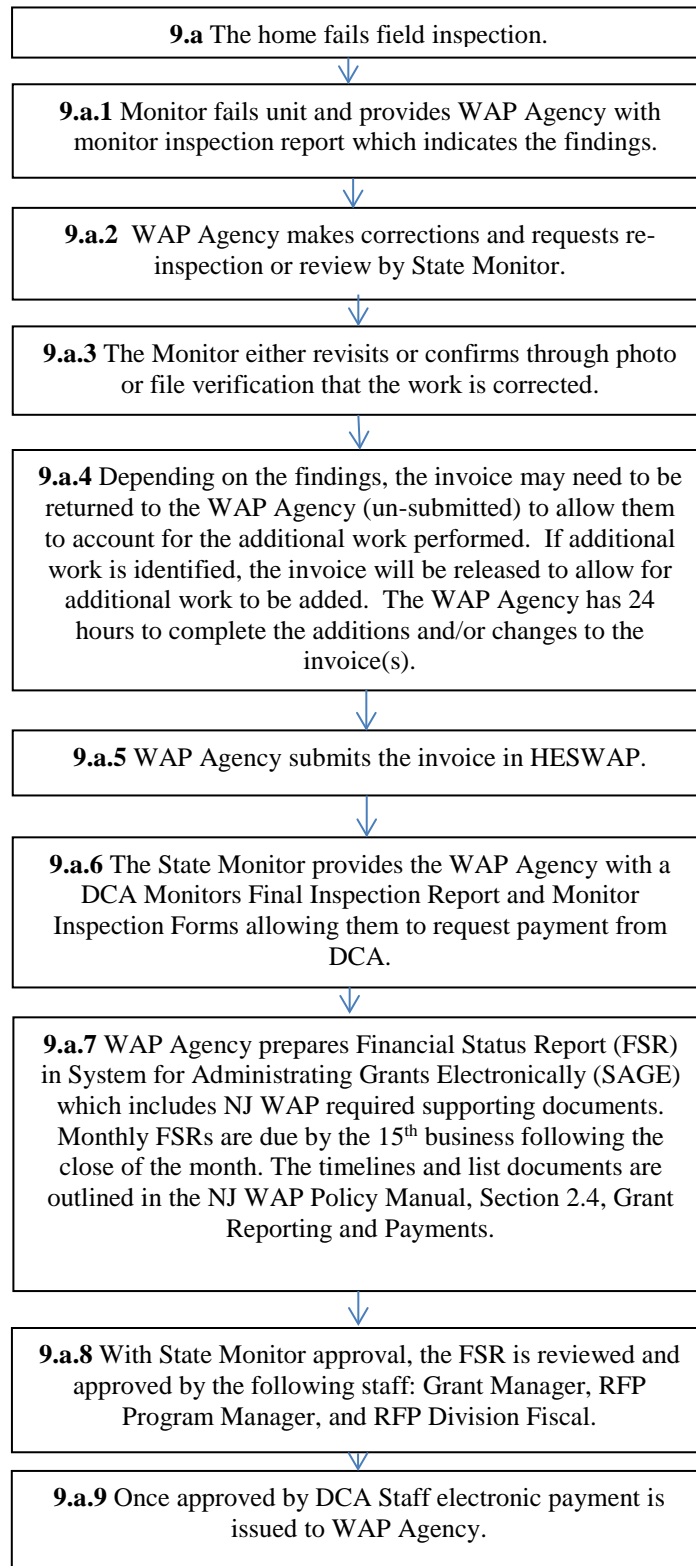 9.a The home fails field inspection.
9.a.1 Monitor fails unit and provides WAP Agency with
monitor inspection report which indicates the findings.
9.a.2 WAP Agency makes corrections and requests re-
inspection or review by State Monitor.
9.a.3 The Monitor either revisits or confirms through photo
or file verification that the work is corrected.
9.a.4 Depending on the findings, the invoice may need to be
returned to the WAP Agency (un-submitted) to allow them
to account for the additional work performed. If additional
work is identified, the invoice will be released to allow for
additional work to be added. The WAP Agency has 24
hours to complete the additions and/or changes to the
invoice(s).
9.a.5 WAP Agency submits the invoice in HESWAP.
9.a.6 The State Monitor provides the WAP Agency with a
DCA Monitors Final Inspection Report and Monitor
Inspection Forms allowing them to request payment from
DCA.
9.a.7 WAP Agency prepares Financial Status Report (FSR)
in System for Administrating Grants Electronically (SAGE)
which includes NJ WAP required supporting documents.
Monthly FSRs are due by the 15th business following the
close of the month. The timelines and list documents are
outlined in the NJ WAP Policy Manual, Section 2.4, Grant
Reporting and Payments.
9.a.8 With State Monitor approval, the FSR is reviewed and
approved by the following staff: Grant Manager, RFP
Program Manager, and RFP Division Fiscal.
9.a.9 Once approved by DCA Staff electronic payment is
issued to WAP Agency.